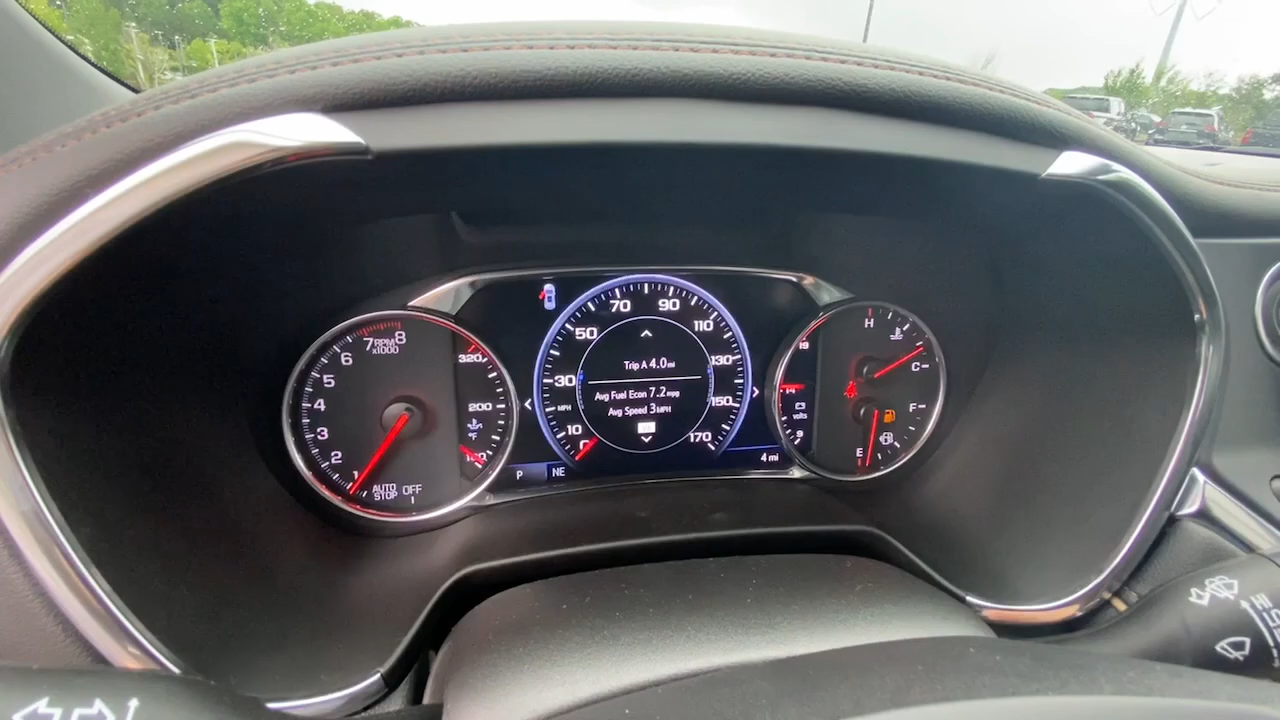 8
7 RPM
x1000
6
5
4
3
2
1
AUTO
STOP OFF
320
200
°F
70 90
50 110
30 130
MPH 150
10 170
Trip A 4.0 mi
Avg Fuel Econ 7.2 mpg
Avg Speed 3 MPH
P NE
4 mi
19
14
volts
9
H
C
F
E